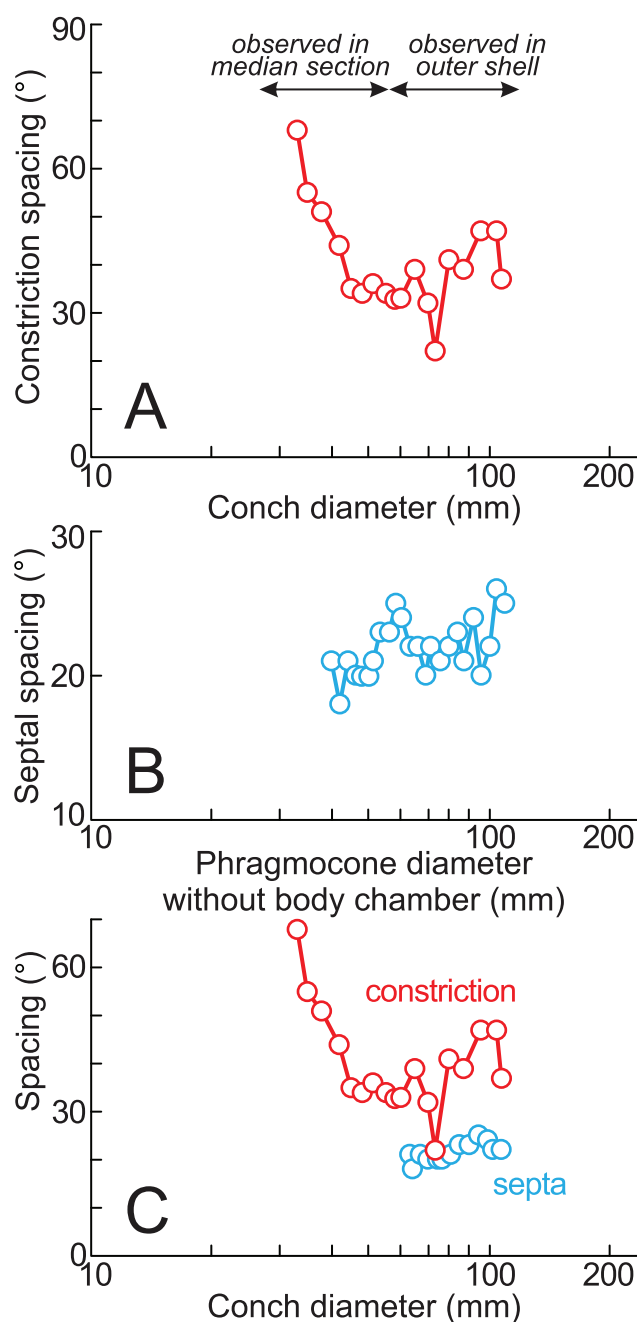 90
observed in
median section
observed in
outer shell
Constriction spacing (°)
60
30
A
0
10
100
200
Conch diameter (mm)
30
Septal spacing (°)
20
B
10
10
100
200
Phragmocone diameter
without body chamber (mm)
60
constriction
Spacing (°)
30
septa
C
0
10
100
200
Conch diameter (mm)